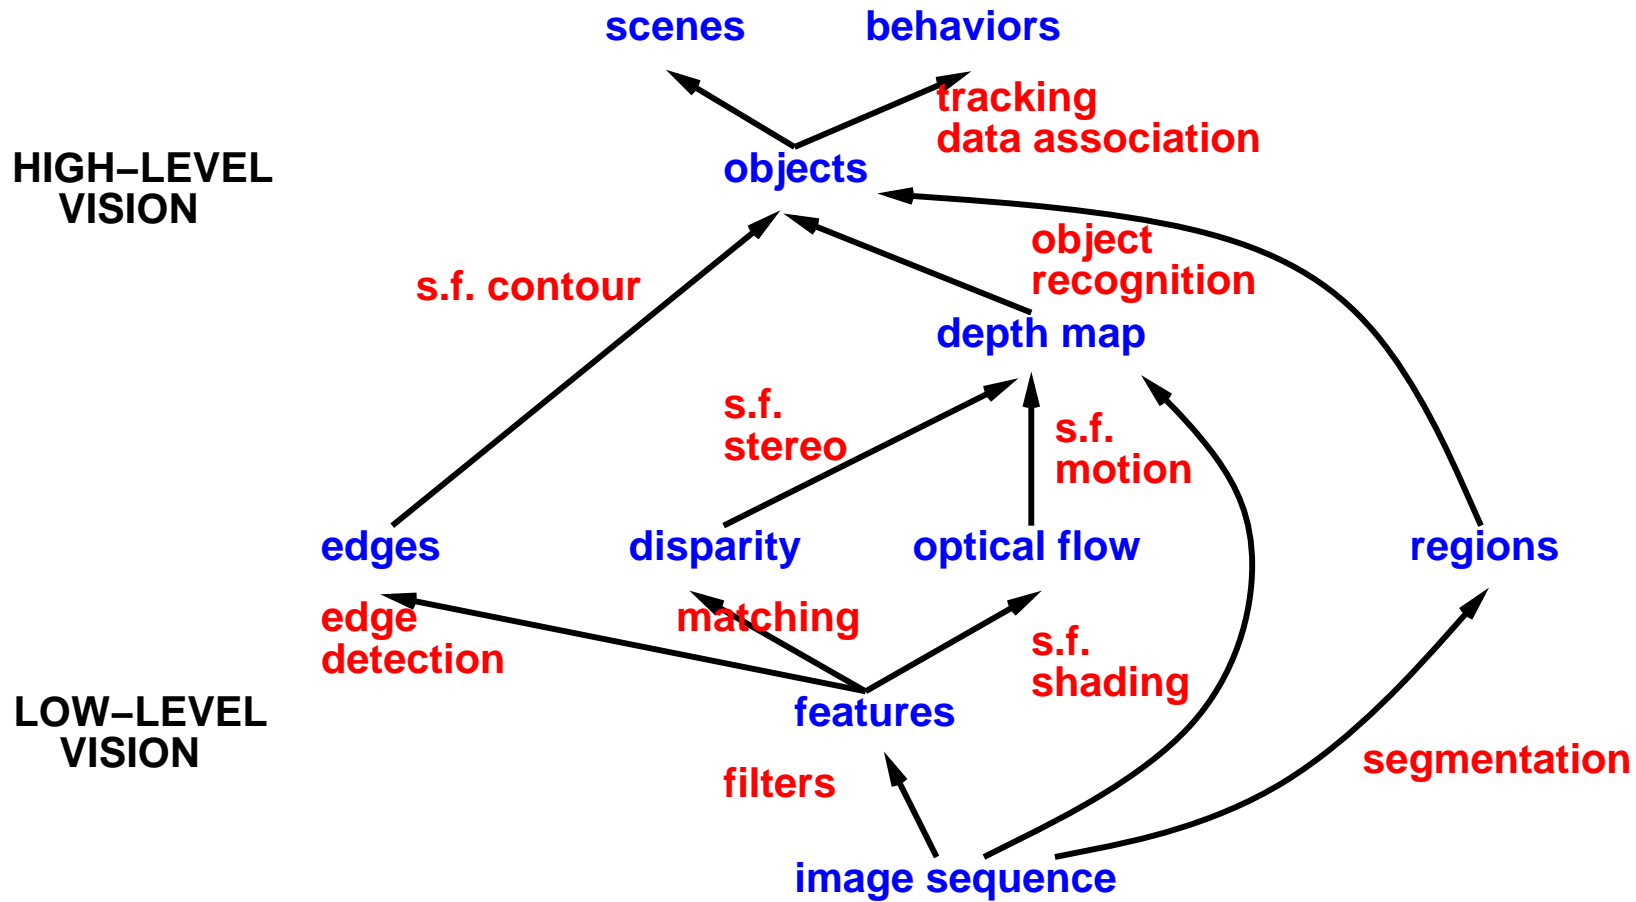 scenes behaviors
tracking
data association
HIGH–LEVEL
VISION
objects
object
recognition
s.f. contour
depth map
s.f.
stereo
s.f.
motion
edges disparity optical flow regions
edge
detection
matching
s.f.
shading
LOW–LEVEL
VISION
features
filters
segmentation
image sequence